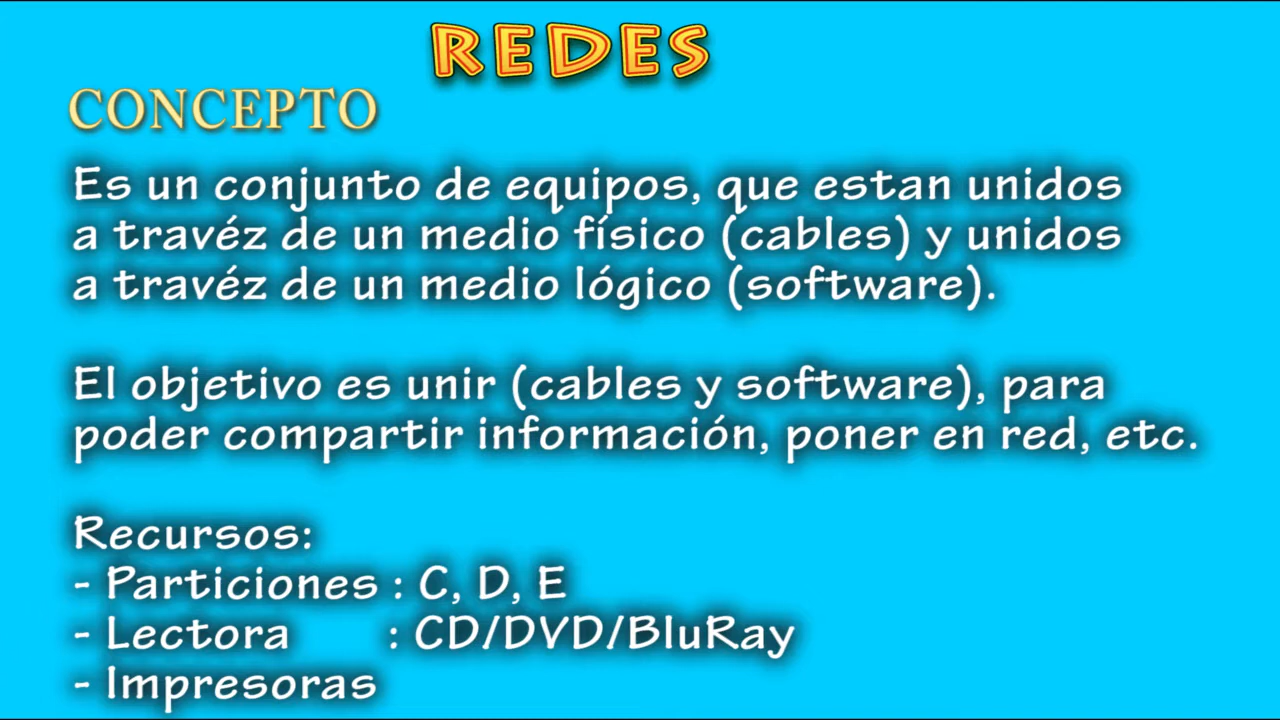 REDES
CONCEPTO
Es un conjunto de equipos, que estan unidos
a travéz de un medio físico (cables) y unidos
a travéz de un medio lógico (software).
El objetivo es unir (cables y software), para
poder compartir información, poner en red, etc.
Recursos:
- Particiones : C, D, E
- Lectora : CD/DVD/BluRay
- Impresoras